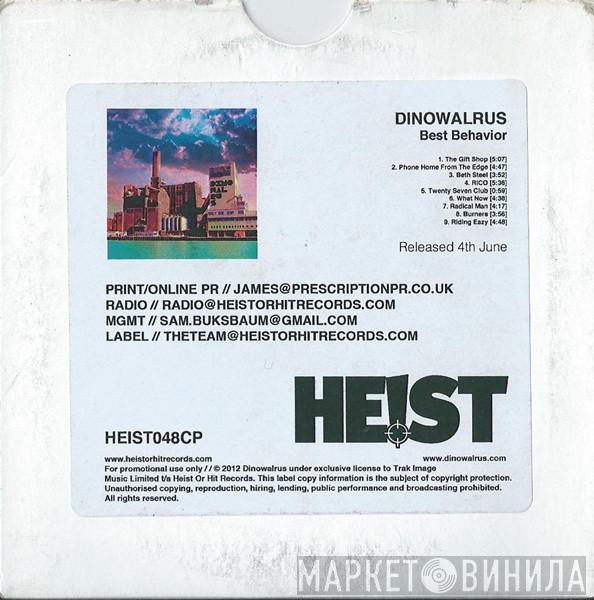 DINOWALRUS
Best Behavior
1. The Gift Shop [5:07]
2. Phone Home From The Edge [4:47]
3. Beth Steel [3:52]
4. RICO [5:36]
5. Twenty Seven Club [0:59]
6. What Now [4:38]
7. Radical Man [4:17]
8. Burners [3:56]
9. Riding Eazy [4:48]
Released 4th June
PRINT/ONLINE PR // JAMES@PRESCRIPTIONPR.CO.UK
RADIO // RADIO@HEISTORHITRECORDS.COM
MGMT // SAM.BUKSBAUM@GMAIL.COM
LABEL // THETEAM@HEISTORHITRECORDS.COM
HE!ST
HEIST048CP
www.heistorhitrecords.com
www.dinowalrus.com
For promotional use only / / © 2012 Dinowalrus under exclusive license to Trak Image
Music Limited t/a Heist Or Hit Records. This label copy information is the subject of copyright protection.
Unauthorised copying, reproduction, hiring, lending, public performance and broadcasting prohibited.
All rights reserved.
МАРКЕТ ВИНИЛА